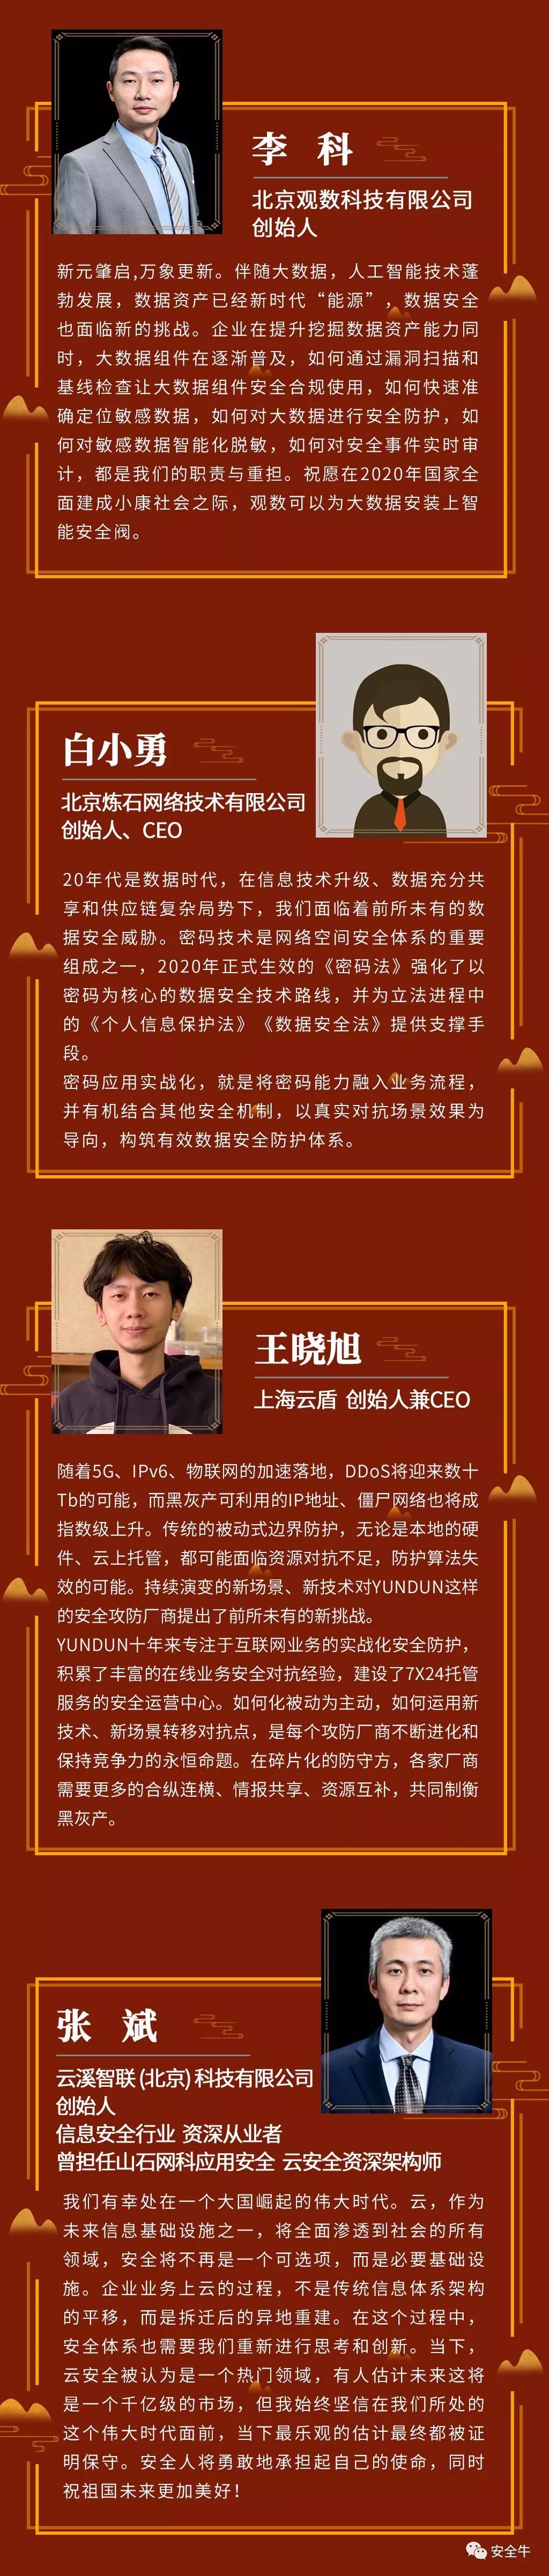 李 科
北京观数科技有限公司
创始人
新元肇启,万象更新。伴随大数据，人工智能技术蓬
勃发展，数据资产已经新时代“能源”，数据安全
也面临新的挑战。企业在提升挖掘数据资产能力同
时，大数据组件在逐渐普及，如何通过漏洞扫描和
基线检查让大数据组件安全合规使用，如何快速准
确定位敏感数据，如何对大数据进行安全防护，如
何对敏感数据智能化脱敏，如何对安全事件实时审
计，都是我们的职责与重担。祝愿在2020年国家全
面建成小康社会之际，观数可以为大数据安装上智
能安全阀。
白小勇
北京炼石网络技术有限公司
创始人、CEO
20年代是数据时代，在信息技术升级、数据充分共
享和供应链复杂局势下，我们面临着前所未有的数
据安全威胁。密码技术是网络空间安全体系的重要
组成之一，2020年正式生效的《密码法》强化了以
密码为核心的数据安全技术路线，并为立法进程中
的《个人信息保护法》《数据安全法》提供支撑手
段。
密码应用实战化，就是将密码能力融入业务流程，
并有机结合其他安全机制，以真实对抗场景效果为
导向，构筑有效数据安全防护体系。
王晓旭
上海云盾 创始人兼CEO
随着5G、IPv6、物联网的加速落地，DDoS将迎来数十
Tb的可能，而黑灰产可利用的IP地址、僵尸网络也将成
指数级上升。传统的被动式边界防护，无论是本地的硬
件、云上托管，都可能面临资源对抗不足，防护算法失
效的可能。持续演变的新场景、新技术对YUNDUN这样
的安全攻防厂商提出了前所未有的新挑战。
YUNDUN十年来专注于互联网业务的实战化安全防护，
积累了丰富的在线业务安全对抗经验，建设了7X24托管
服务的安全运营中心。如何化被动为主动，如何运用新
技术、新场景转移对抗点，是每个攻防厂商不断进化和
保持竞争力的永恒命题。在碎片化的防守方，各家厂商
需要更多的合纵连横、情报共享、资源互补，共同制衡
黑灰产。
张 斌
云溪智联(北京)科技有限公司
创始人
信息安全行业 资深从业者
曾担任山石网科应用安全 云安全资深架构师
我们有幸处在一个大国崛起的伟大时代。云，作为
未来信息基础设施之一，将全面渗透到社会的所有
领域，安全将不再是一个可选项，而是必要基础设
施。企业业务上云的过程，不是传统信息体系架构
的平移，而是拆迁后的异地重建。在这个过程中，
安全体系也需要我们重新进行思考和创新。当下，
云安全被认为是一个热门领域，有人估计未来这将
是一个千亿级的市场，但我始终坚信在我们所处的
这个伟大时代面前，当下最乐观的估计最终都被证
明保守。安全人将勇敢地承担起自己的使命，同时
祝祖国未来更加美好！
安全牛